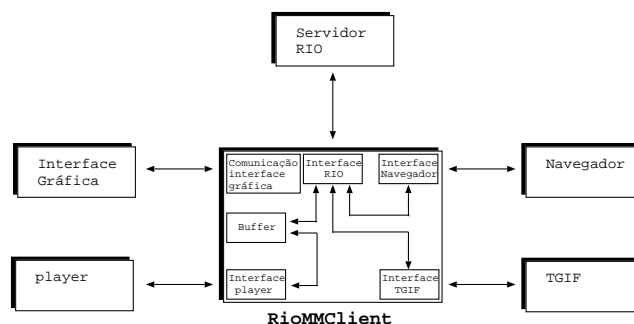 Servidor
RIO
Interface
Gráfica
Comunicação
interface
gráfica
Interface
RIO
Interface
Navegador
Navegador
Buffer
player
Interface
player
Interface
TGIF
TGIF
RioMMClient